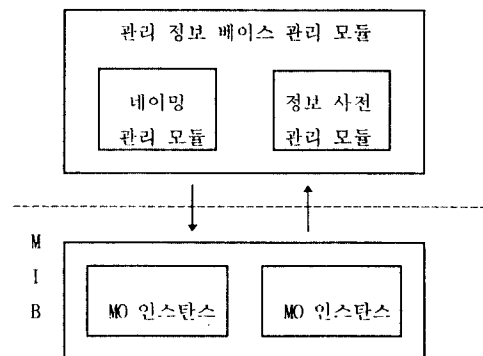 관리 정보 베이스 관리 모듈
네이밍
관리 모듈
정보 사전
관리 모듈
M
I
B
MO 인스탄스
MO 인스탄스